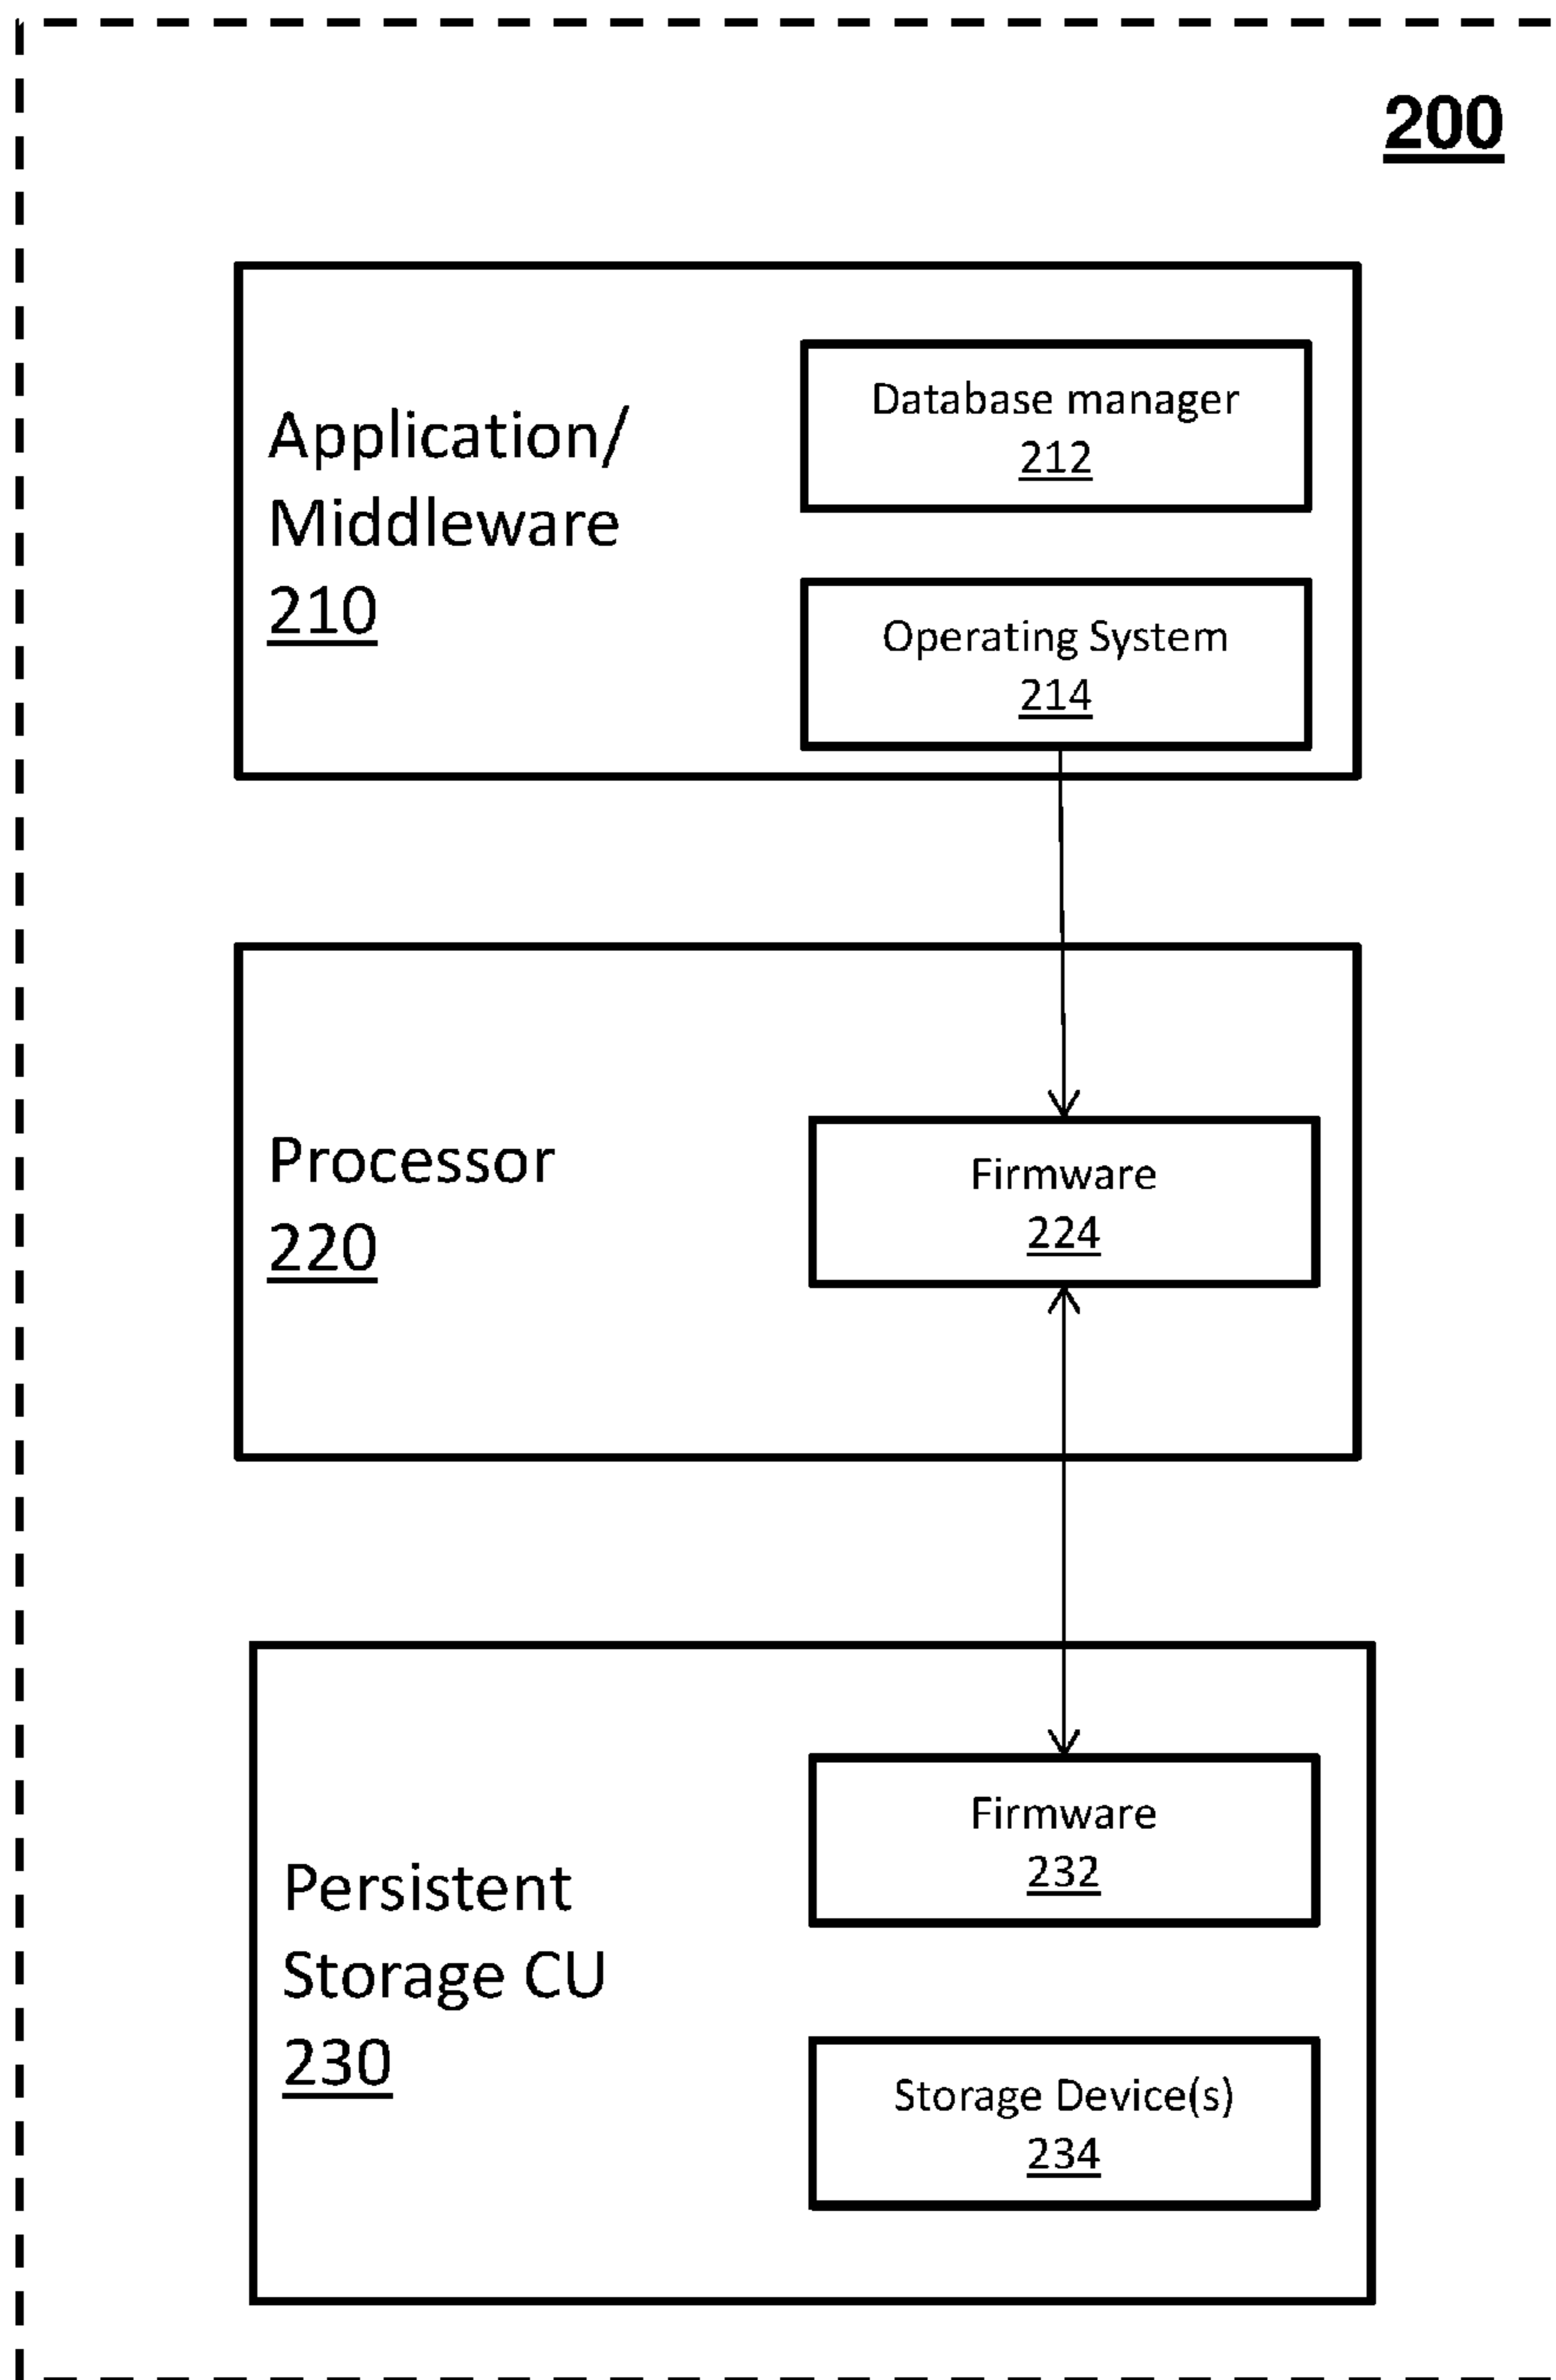 200
Application/
Middleware
210
Database manager
212
Operating System
214
Processor
220
Firmware
224
Persistent
Storage CU
230
Firmware
232
Storage Device(s)
234